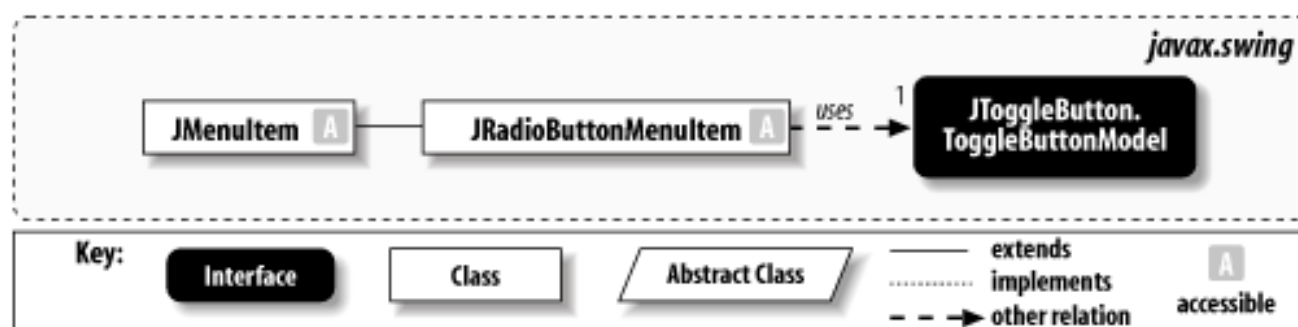 javax.swing
JMenuItem A
JRadioButtonMenuItem A
uses
1
JToggleButton.
ToggleButtonModel
Key:
Interface
Class
Abstract Class
extends
implements
other relation
A
accessible